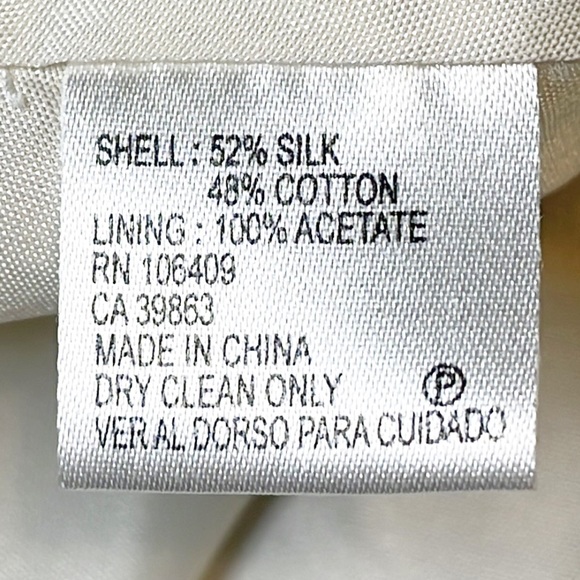 SHELL : 52% SILK
48% COTTON
LINING : 100% ACETATE
RN 106409
CA 39863
MADE IN CHINA
DRY CLEAN ONLY
P
VER AL DORSO PARA CUIDADO